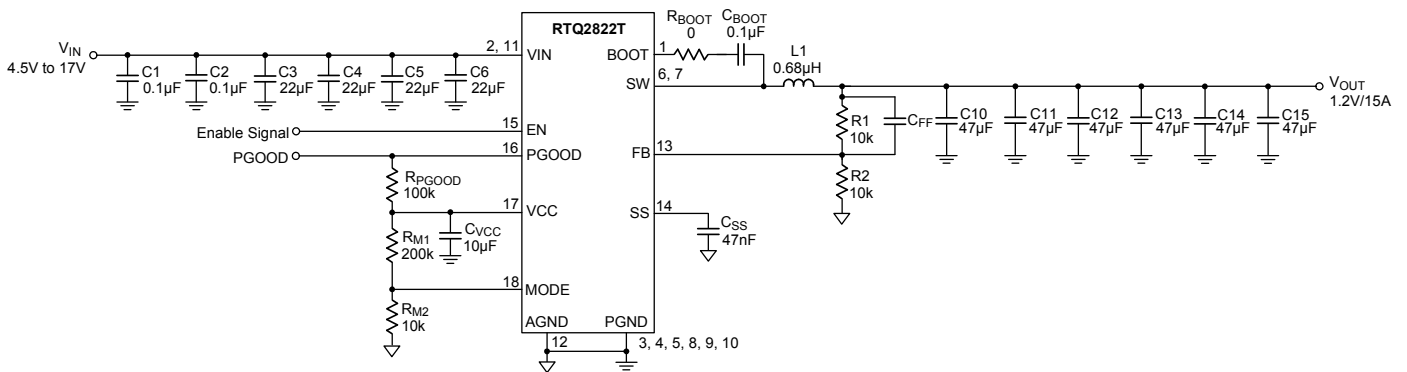 RTQ2822T
V_IN
4.5V to 17V
C1
0.1µF
C2
0.1µF
C3
22µF
C4
22µF
C5
22µF
C6
22µF
2, 11
VIN
Enable Signal
15
EN
PGOOD
16
PGOOD
R_PGOOD
100k
17
VCC
C_VCC
10µF
R_M1
200k
18
MODE
R_M2
10k
AGND
12
PGND
3, 4, 5, 8, 9, 10
BOOT
1
R_BOOT
0
C_BOOT
0.1µF
6, 7
SW
L1
0.68µH
R1
10k
C_FF
FB
13
R2
10k
SS
14
C_SS
47nF
C10
47µF
C11
47µF
C12
47µF
C13
47µF
C14
47µF
C15
47µF
V_OUT
1.2V/15A